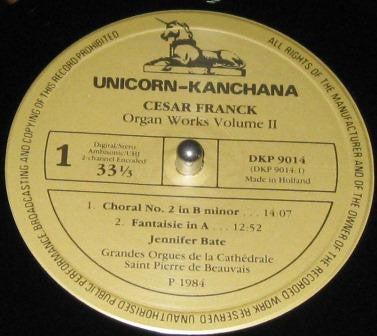 ALL RIGHTS OF THE MANUFACTURER AND OF THE OWNER OF THE RECORDED WORK RESERVED UNAUTHORISED PUBLIC PERFORMANCE BROADCASTING AND COPYING OF THIS RECORD PROHIBITED
UNICORN-KANCHANA
CESAR FRANCK
Organ Works Volume II
1
Digital/Stereo
Ambisonic/UHJ
2-channel Encoded
33⅓
DKP 9014
(DKP 9014:1)
Made in Holland
1. Choral No. 2 in B minor . . . 14:07
2. Fantaisie in A . . . 12:52
Jennifer Bate
Grandes Orgues de la Cathédrale
Saint Pierre de Beauvais
P 1984